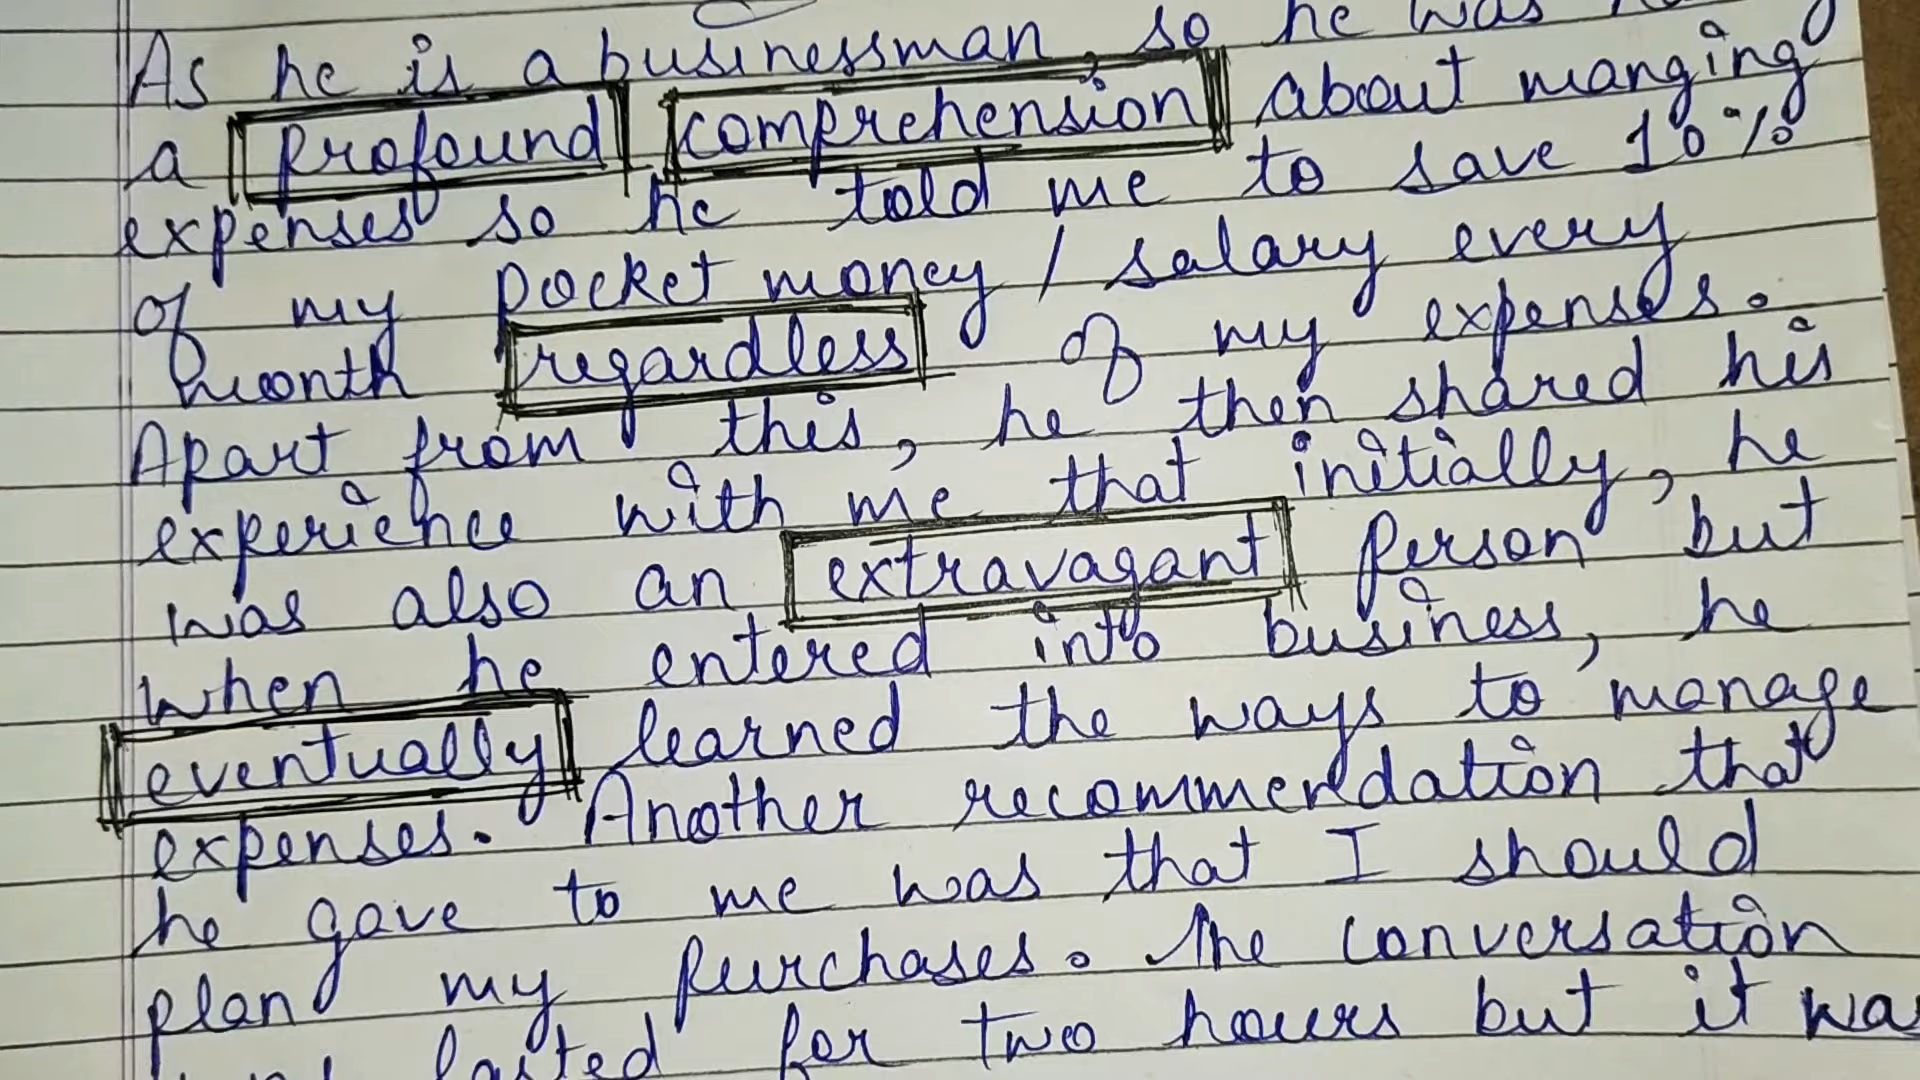 As he is a businessman, so he was
a profound comprehension about manging
expenses so he told me to save 10%
of my pocket money / salary every
month regardless of my expenses.
Apart from this, he then shared his
experience with me that initially, he
was also an extravagant person but
when he entered into business, he
eventually learned the ways to manage
expenses. Another recommendation that
he gave to me was that I should
plan my purchases. The conversation
lasted for two hours but it was